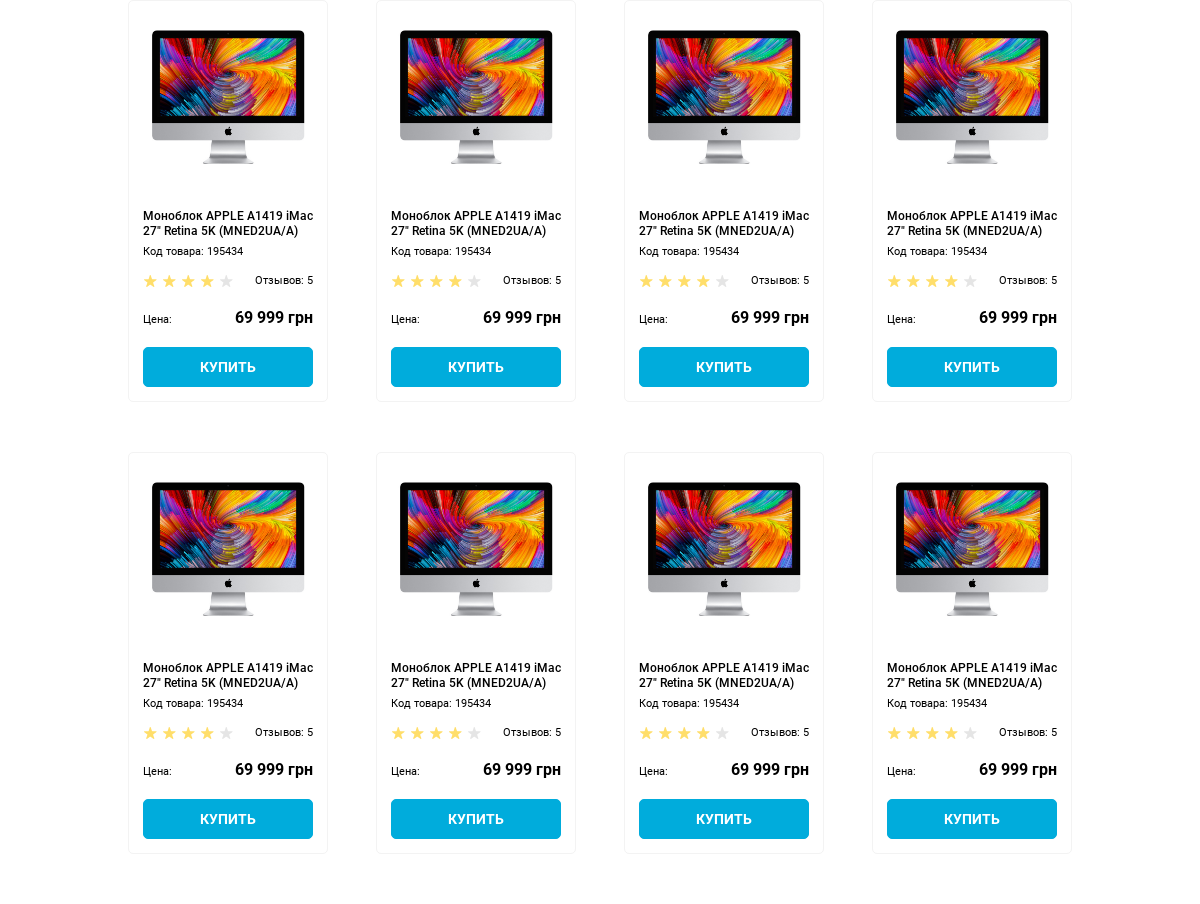 Моноблок APPLE A1419 iMac
27" Retina 5K (MNED2UA/A)
Код товара: 195434
Отзывов: 5
Цена: 69 999 грн
КУПИТЬ
Моноблок APPLE A1419 iMac
27" Retina 5K (MNED2UA/A)
Код товара: 195434
Отзывов: 5
Цена: 69 999 грн
КУПИТЬ
Моноблок APPLE A1419 iMac
27" Retina 5K (MNED2UA/A)
Код товара: 195434
Отзывов: 5
Цена: 69 999 грн
КУПИТЬ
Моноблок APPLE A1419 iMac
27" Retina 5K (MNED2UA/A)
Код товара: 195434
Отзывов: 5
Цена: 69 999 грн
КУПИТЬ
Моноблок APPLE A1419 iMac
27" Retina 5K (MNED2UA/A)
Код товара: 195434
Отзывов: 5
Цена: 69 999 грн
КУПИТЬ
Моноблок APPLE A1419 iMac
27" Retina 5K (MNED2UA/A)
Код товара: 195434
Отзывов: 5
Цена: 69 999 грн
КУПИТЬ
Моноблок APPLE A1419 iMac
27" Retina 5K (MNED2UA/A)
Код товара: 195434
Отзывов: 5
Цена: 69 999 грн
КУПИТЬ
Моноблок APPLE A1419 iMac
27" Retina 5K (MNED2UA/A)
Код товара: 195434
Отзывов: 5
Цена: 69 999 грн
КУПИТЬ